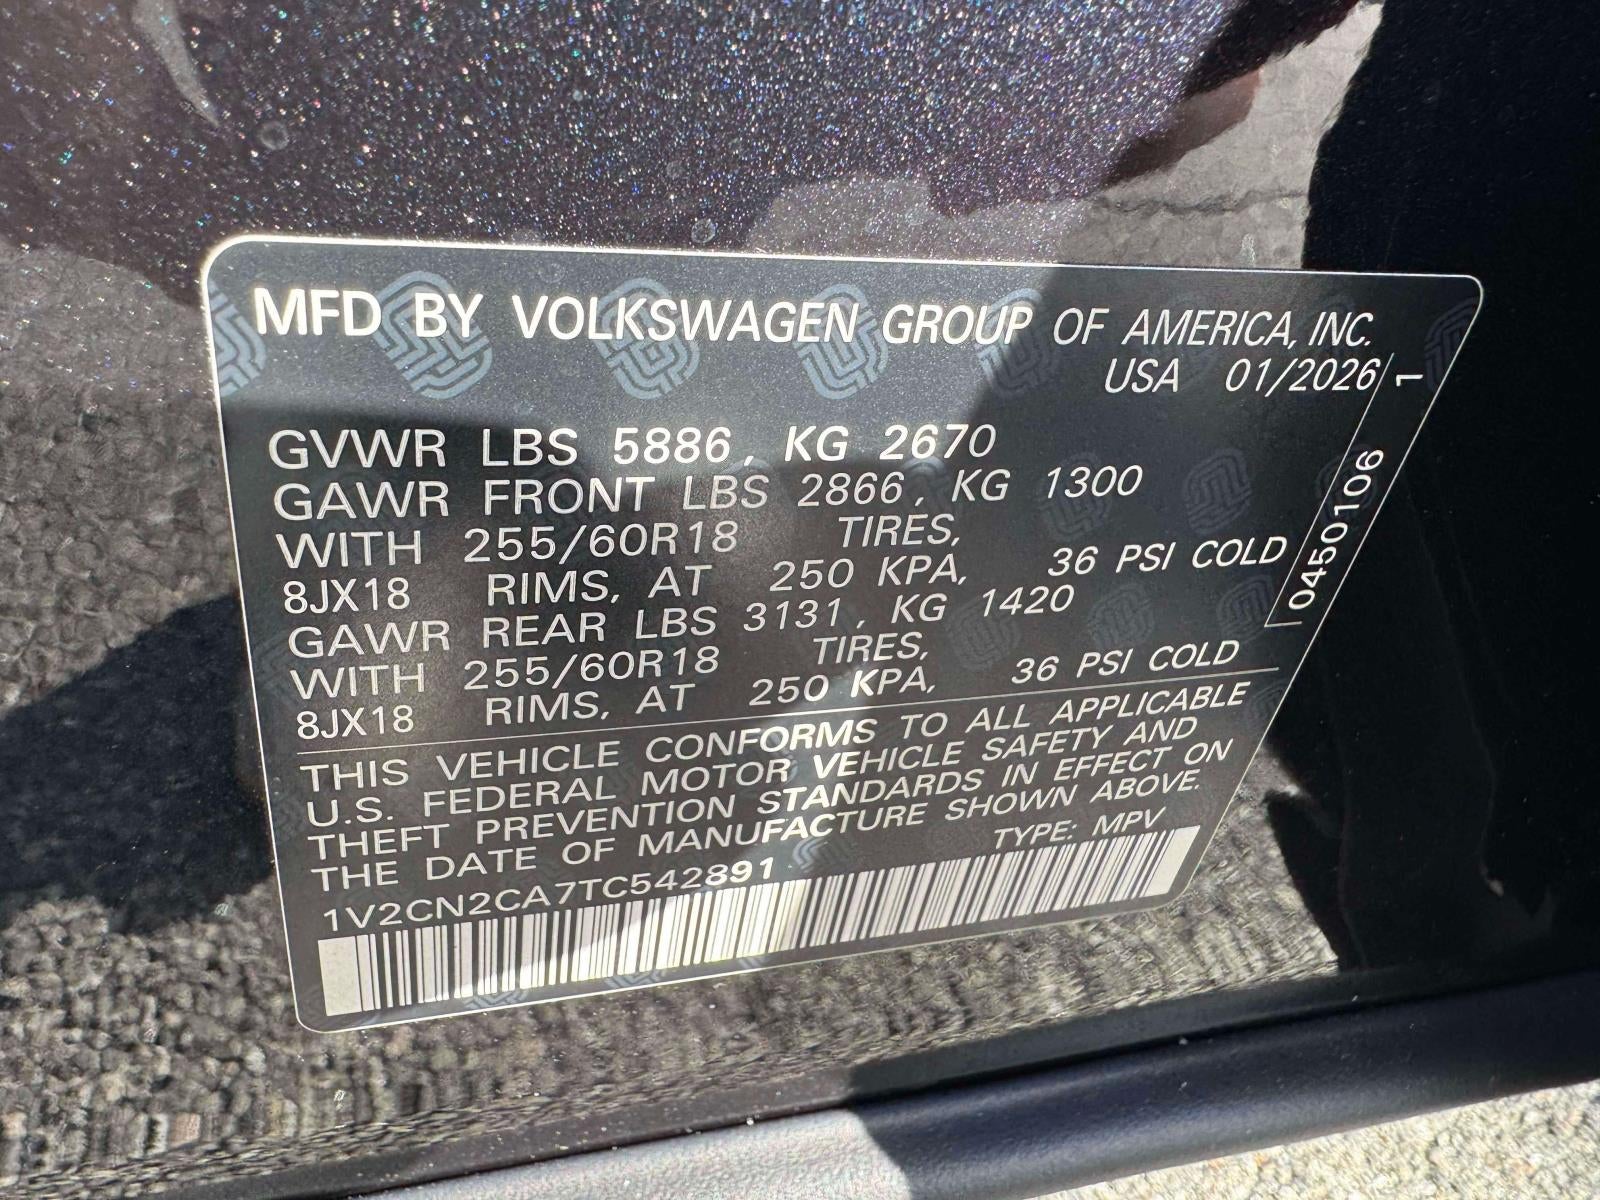 MFD BY VOLKSWAGEN GROUP OF AMERICA, INC.
USA 01/2026
GVWR LBS 5886, KG 2670
GAWR FRONT LBS 2866, KG 1300
WITH 255/60R18 TIRES,
8JX18 RIMS, AT 250 KPA, 36 PSI COLD
GAWR REAR LBS 3131, KG 1420
WITH 255/60R18 TIRES,
8JX18 RIMS, AT 250 KPA, 36 PSI COLD
THIS VEHICLE CONFORMS TO ALL APPLICABLE
U.S. FEDERAL MOTOR VEHICLE SAFETY AND
THEFT PREVENTION STANDARDS IN EFFECT ON
THE DATE OF MANUFACTURE SHOWN ABOVE.
1V2CN2CA7TC542891 TYPE: MPV
0450106 1